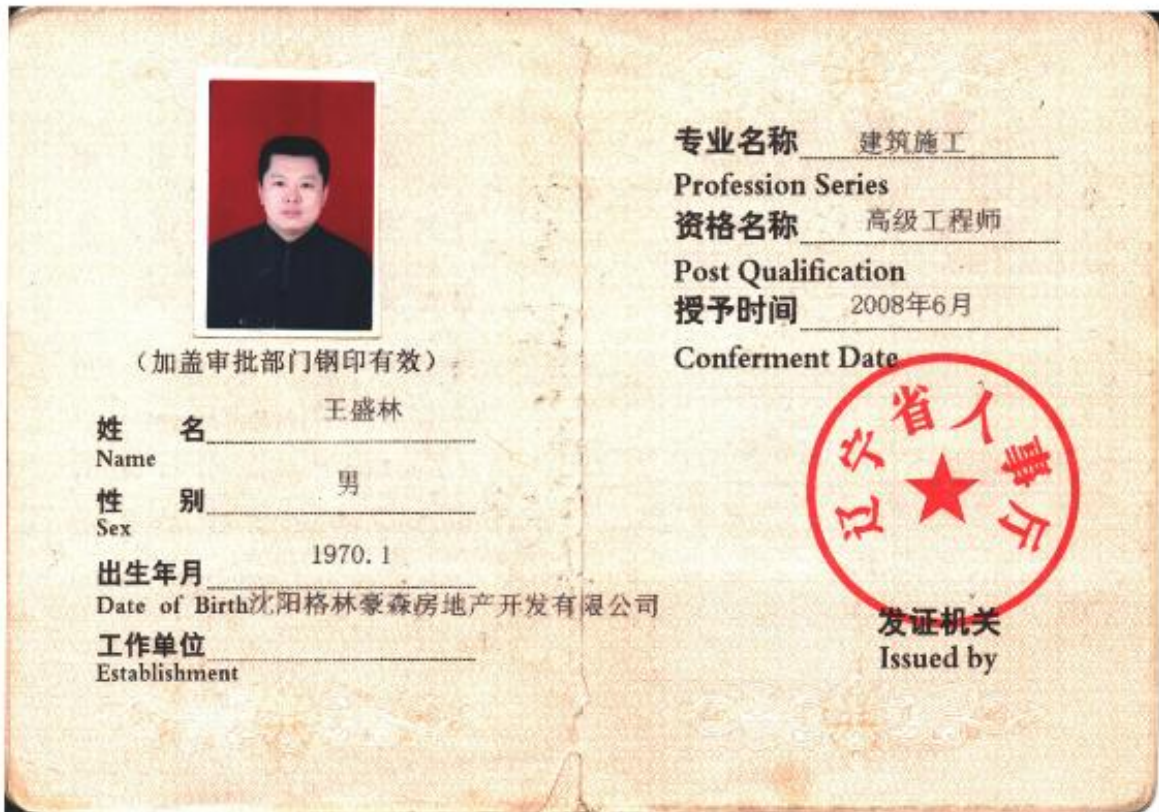 （加盖审批部门钢印有效）
姓 名 王盛林
Name
性 别 男
Sex
出生年月 1970.1
Date of Birth 沈阳格林豪森房地产开发有限公司
工作单位
Establishment
专业名称 建筑施工
Profession Series
资格名称 高级工程师
Post Qualification
授予时间 2008年6月
Conferment Date
辽宁省人事厅
发证机关
Issued by